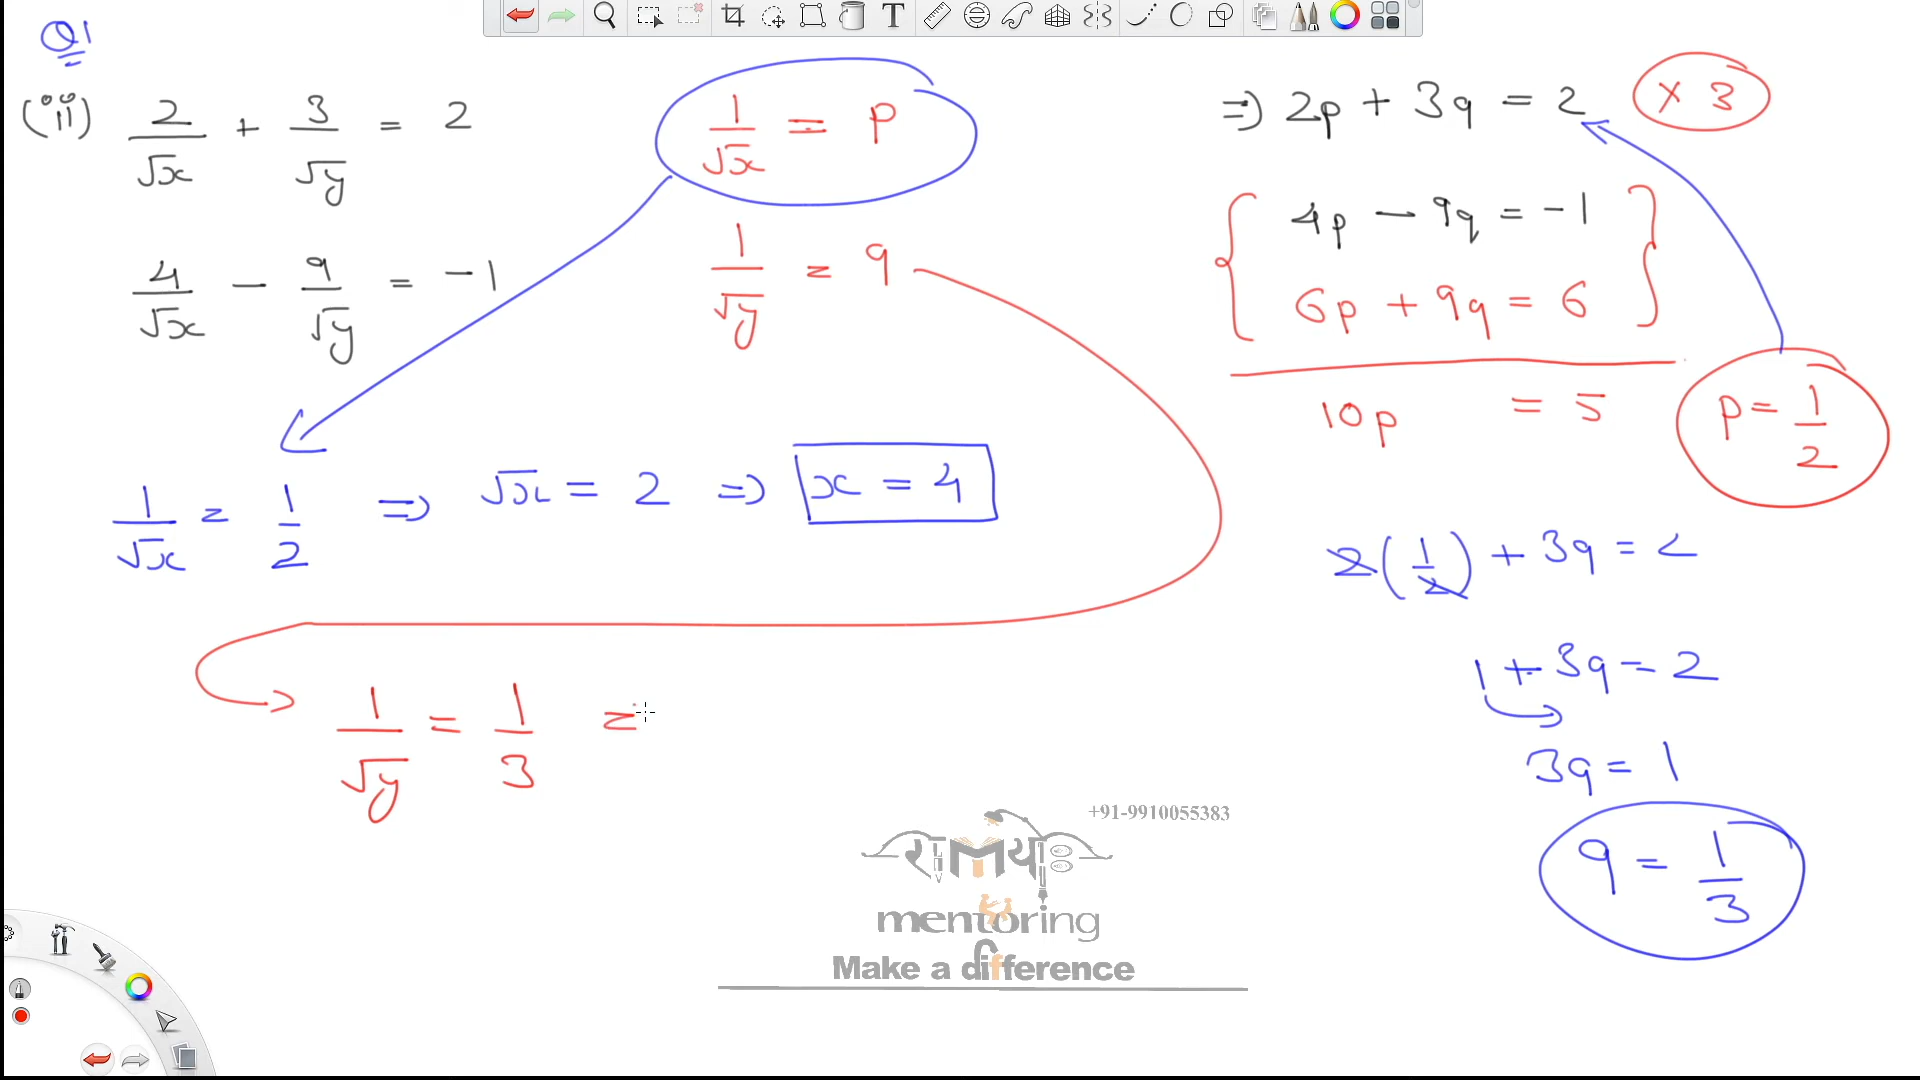 Q1
(iii) 2/√x + 3/√y = 2
4/√x - 9/√y = -1
1/√x = p
1/√y = q
=> 2p + 3q = 2 × 3
4p - 9q = -1
6p + 9q = 6
10p = 5
p = 1/2
1/√x = 1/2 => √x = 2 => x = 4
2(1/2) + 3q = 2
1 + 3q = 2
3q = 1
q = 1/3
1/√y = 1/3 =
+91-9910055383
mentoring
Make a difference